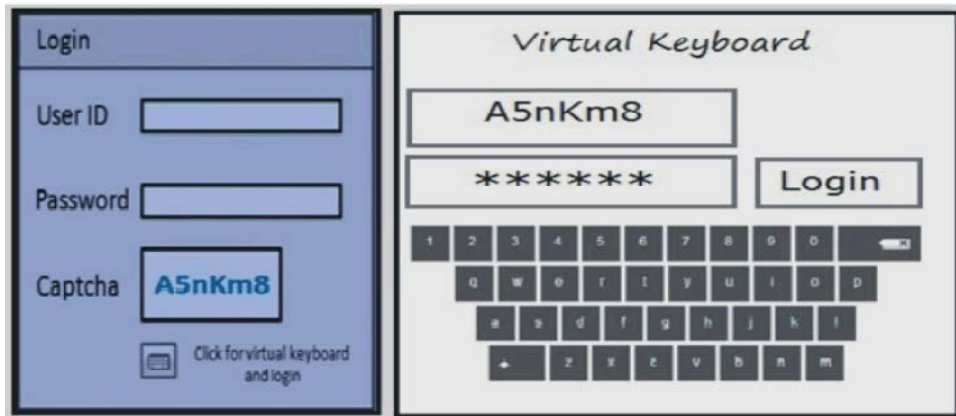 Login
User ID
Password
Captcha
A5nKm8
Click for virtual keyboard
and login
Virtual Keyboard
A5nKm8
******
Login
1 2 3 4 5 6 7 8 9 0
q w e r t y u i o p
a s d f g h j k l
z x c v b n m